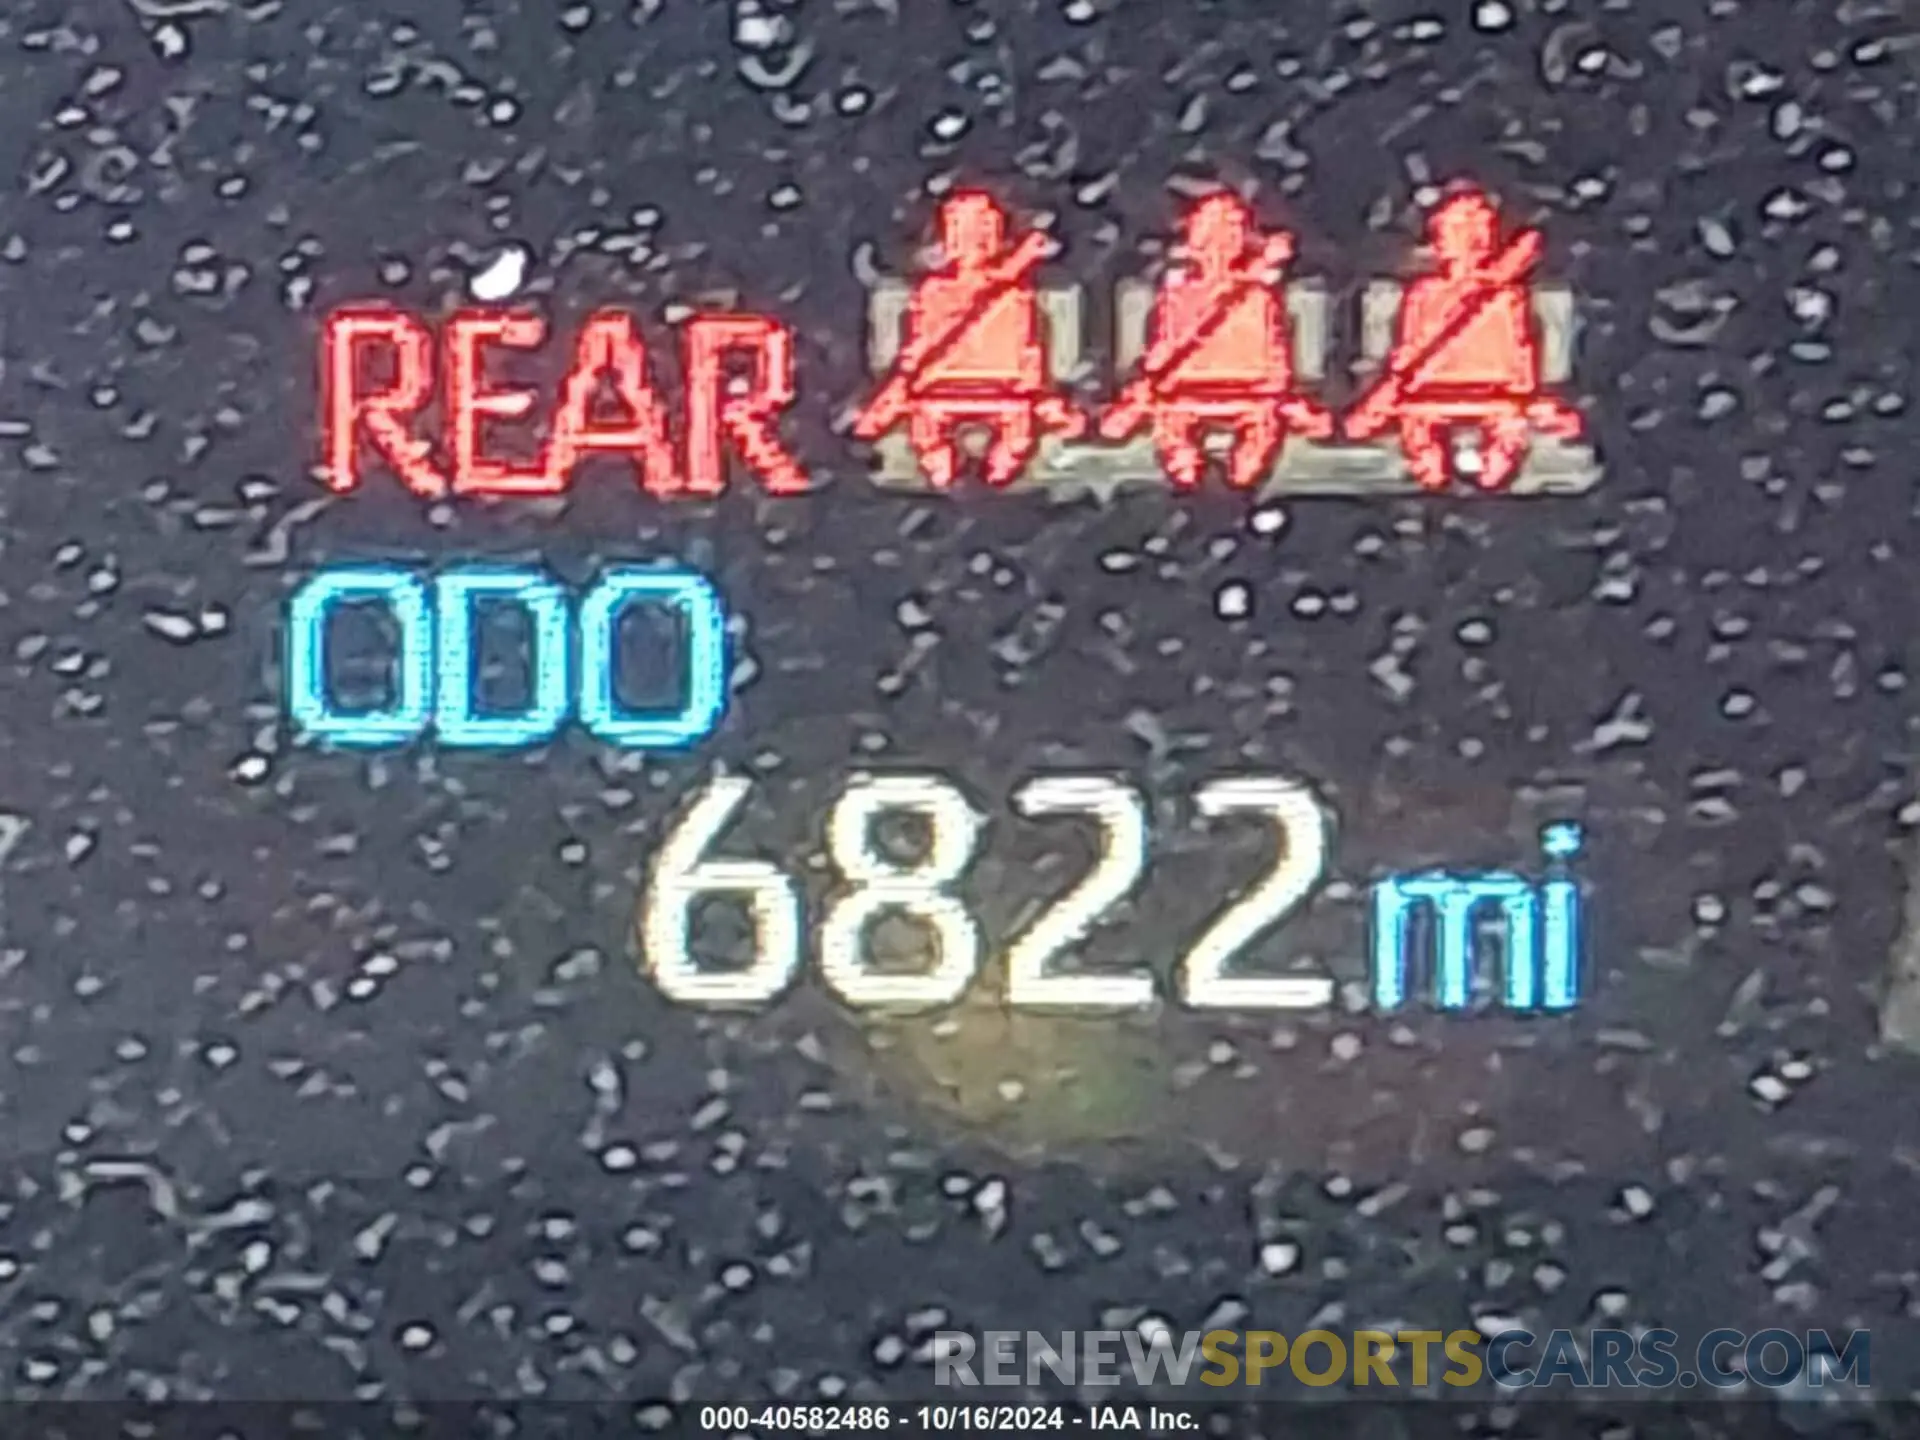 REAR
ODO
6822 mi
RENEWSPORTSCARS.COM
000-40582486 - 10/16/2024 - IAA Inc.